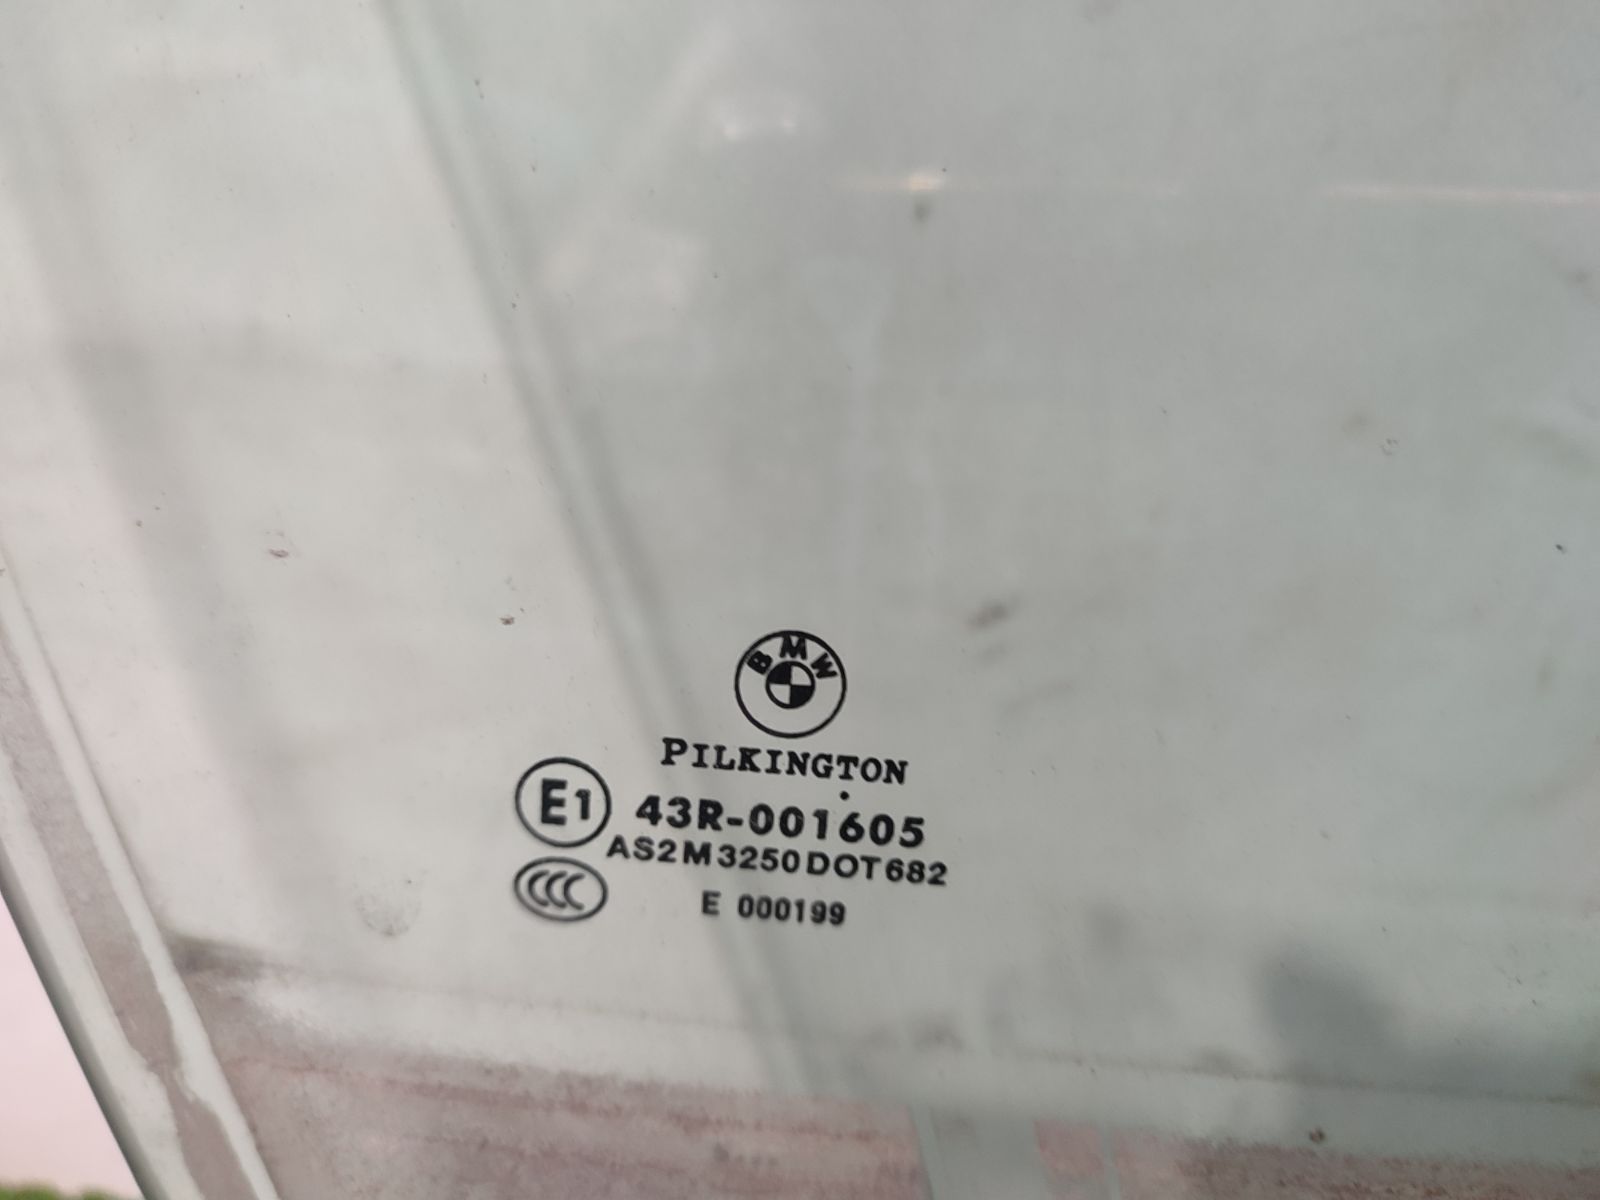 BMW
PILKINGTON
E1 43R-001605
AS2M3250DOT682
CCC
E 000199